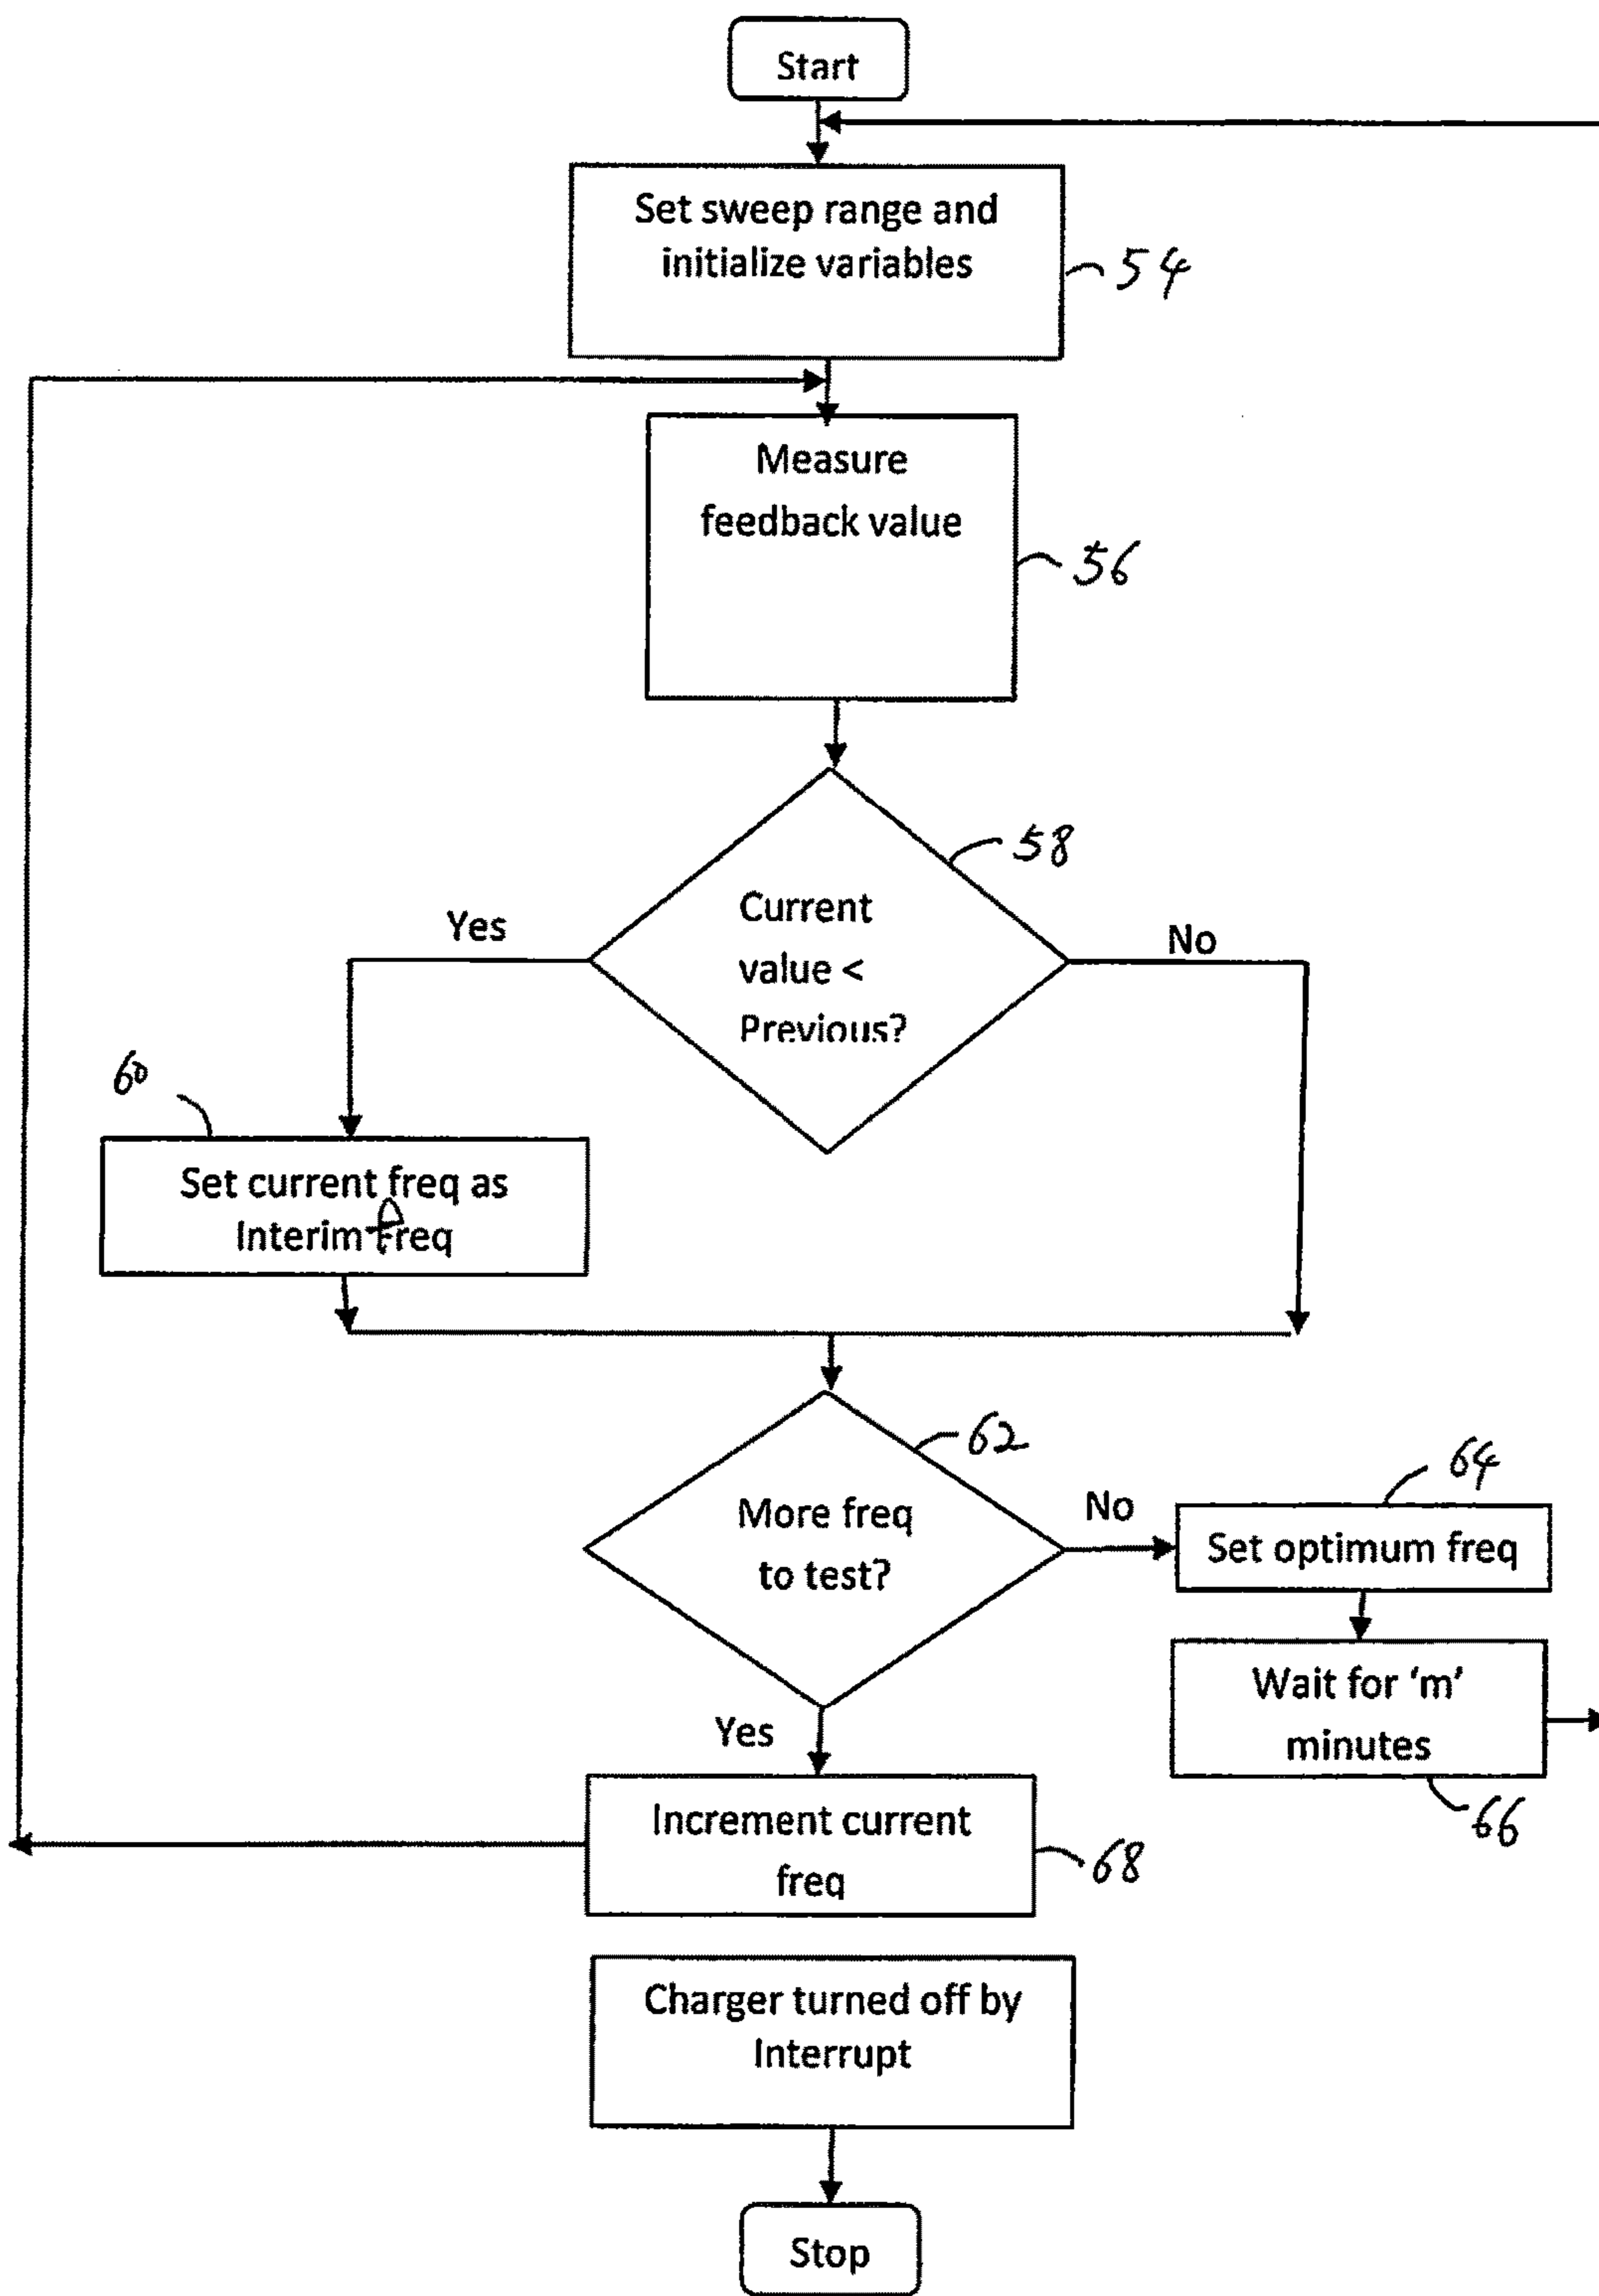 Start
Set sweep range and
initialize variables
54
Measure
feedback value
56
58
Current
value <
Previous?
Yes
No
60
Set current freq as
Interim freq
62
More freq
to test?
No
64
Set optimum freq
Wait for ‘m’
minutes
66
Yes
Increment current
freq
68
Charger turned off by
Interrupt
Stop